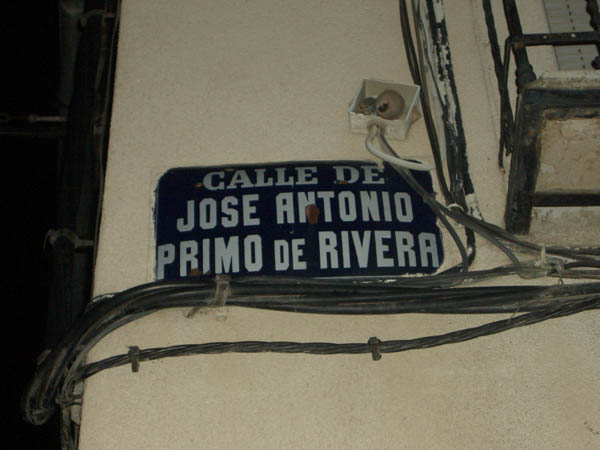 CALLE DE
JOSE ANTONIO
PRIMO DE RIVERA